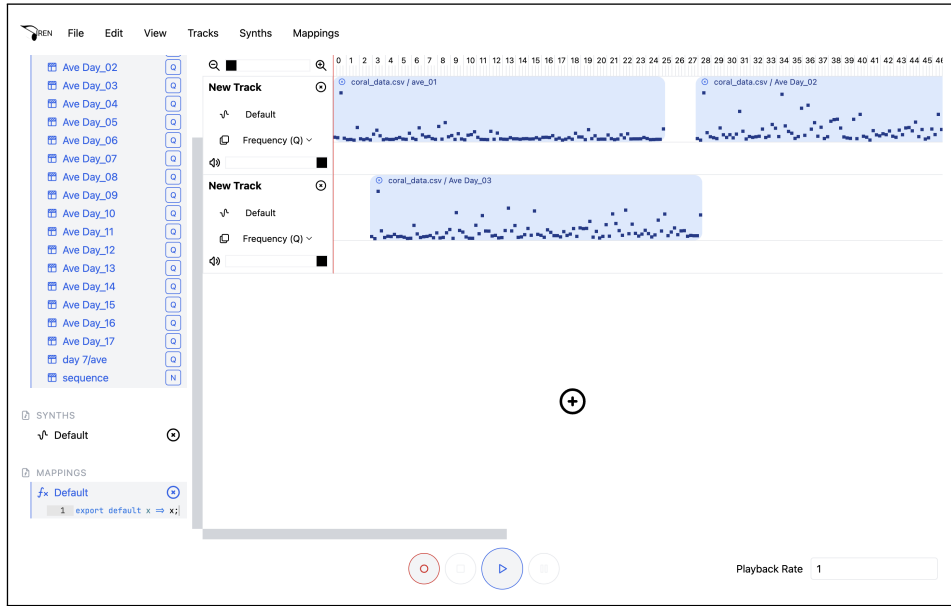 REN File Edit View Tracks Synths Mappings
Ave Day_02 Q
Ave Day_03 Q
Ave Day_04 Q
Ave Day_05 Q
Ave Day_06 Q
Ave Day_07 Q
Ave Day_08 Q
Ave Day_09 Q
Ave Day_10 Q
Ave Day_11 Q
Ave Day_12 Q
Ave Day_13 Q
Ave Day_14 Q
Ave Day_15 Q
Ave Day_16 Q
Ave Day_17 Q
day 7/ave Q
sequence N
SYNTHS
Default
MAPPINGS
fx Default
1 export default x => x;
0 1 2 3 4 5 6 7 8 9 10 11 12 13 14 15 16 17 18 19 20 21 22 23 24 25 26 27 28 29 30 31 32 33 34 35 36 37 38 39 40 41 42 43 44 45 46
New Track
Default
Frequency (Q)
coral_data.csv / ave_01
coral_data.csv / Ave Day_02
New Track
Default
Frequency (Q)
coral_data.csv / Ave Day_03
Playback Rate 1